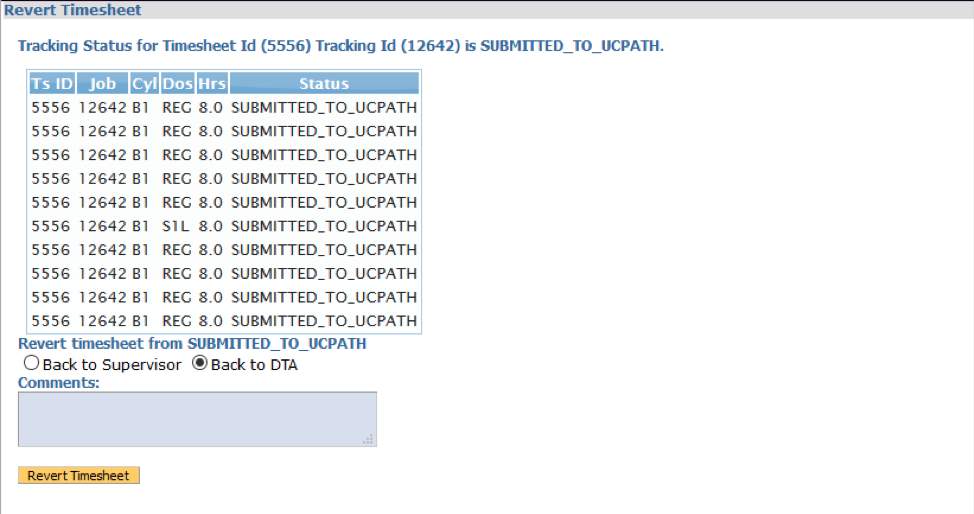 Revert Timesheet
Tracking Status for Timesheet Id (5556) Tracking Id (12642) is SUBMITTED_TO_UCPATH.
Ts ID Job Cyl Dos Hrs Status
5556 12642 B1 REG 8.0 SUBMITTED_TO_UCPATH
5556 12642 B1 REG 8.0 SUBMITTED_TO_UCPATH
5556 12642 B1 REG 8.0 SUBMITTED_TO_UCPATH
5556 12642 B1 REG 8.0 SUBMITTED_TO_UCPATH
5556 12642 B1 REG 8.0 SUBMITTED_TO_UCPATH
5556 12642 B1 S1L 8.0 SUBMITTED_TO_UCPATH
5556 12642 B1 REG 8.0 SUBMITTED_TO_UCPATH
5556 12642 B1 REG 8.0 SUBMITTED_TO_UCPATH
5556 12642 B1 REG 8.0 SUBMITTED_TO_UCPATH
5556 12642 B1 REG 8.0 SUBMITTED_TO_UCPATH
Revert timesheet from SUBMITTED_TO_UCPATH
Back to Supervisor Back to DTA
Comments:
Revert Timesheet